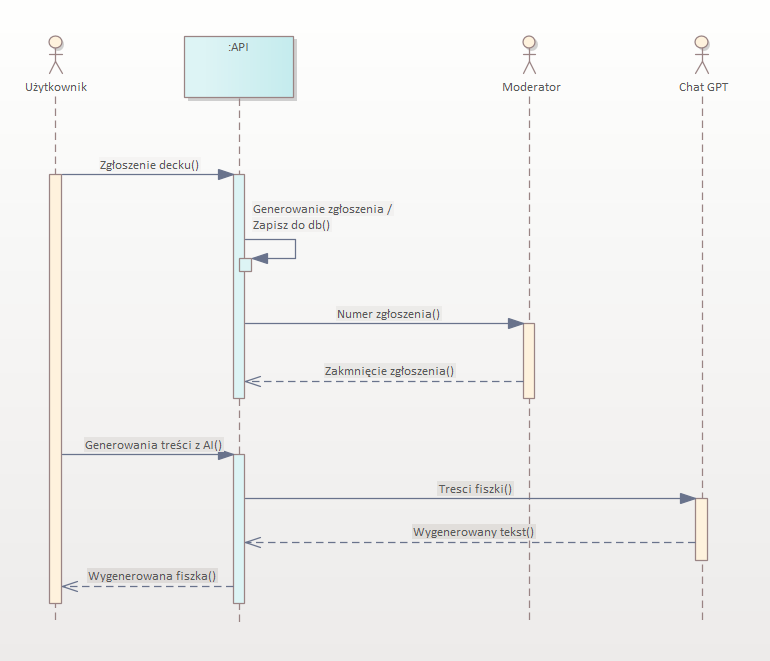 :API
Użytkownik
Moderator
Chat GPT
Zgłoszenie decku()
Generowanie zgłoszenia /
Zapisz do db()
Numer zgłoszenia()
Zakmnięcie zgłoszenia()
Generowania treści z AI()
Tresci fiszki()
Wygenerowany tekst()
Wygenerowana fiszka()